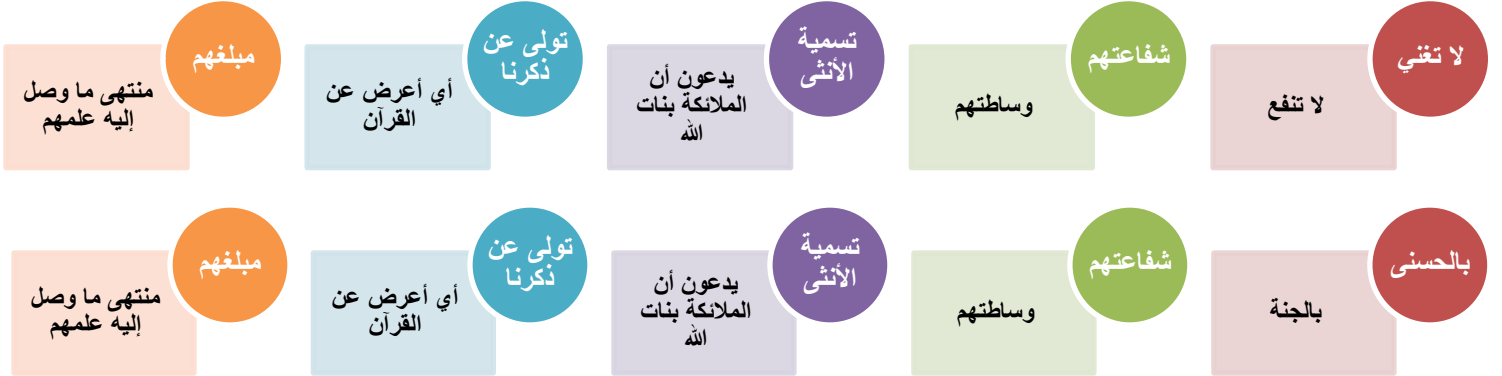 لا تغني
لا تنفع
شفاعتهم
وساطتهم
تسمية
الأنثى
يدعون أن
الملائكة بنات
الله
تولى عن
ذكرنا
أي أعرض عن
القرآن
مبلغهم
منتهى ما وصل
إليه علمهم
بالحسنى
بالجنة
شفاعتهم
وساطتهم
تسمية
الأنثى
يدعون أن
الملائكة بنات
الله
تولى عن
ذكرنا
أي أعرض عن
القرآن
مبلغهم
منتهى ما وصل
إليه علمهم